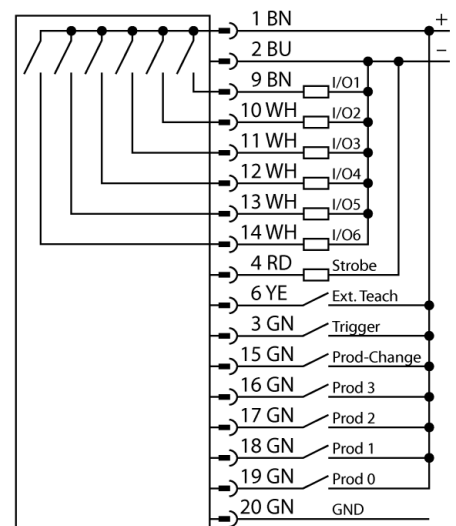 1 BN +
2 BU −
9 BN I/O1
10 WH I/O2
11 WH I/O3
12 WH I/O4
13 WH I/O5
14 WH I/O6
4 RD Strobe
6 YE Ext. Teach
3 GN Trigger
15 GN Prod-Change
16 GN Prod 3
17 GN Prod 2
18 GN Prod 1
19 GN Prod 0
20 GN GND